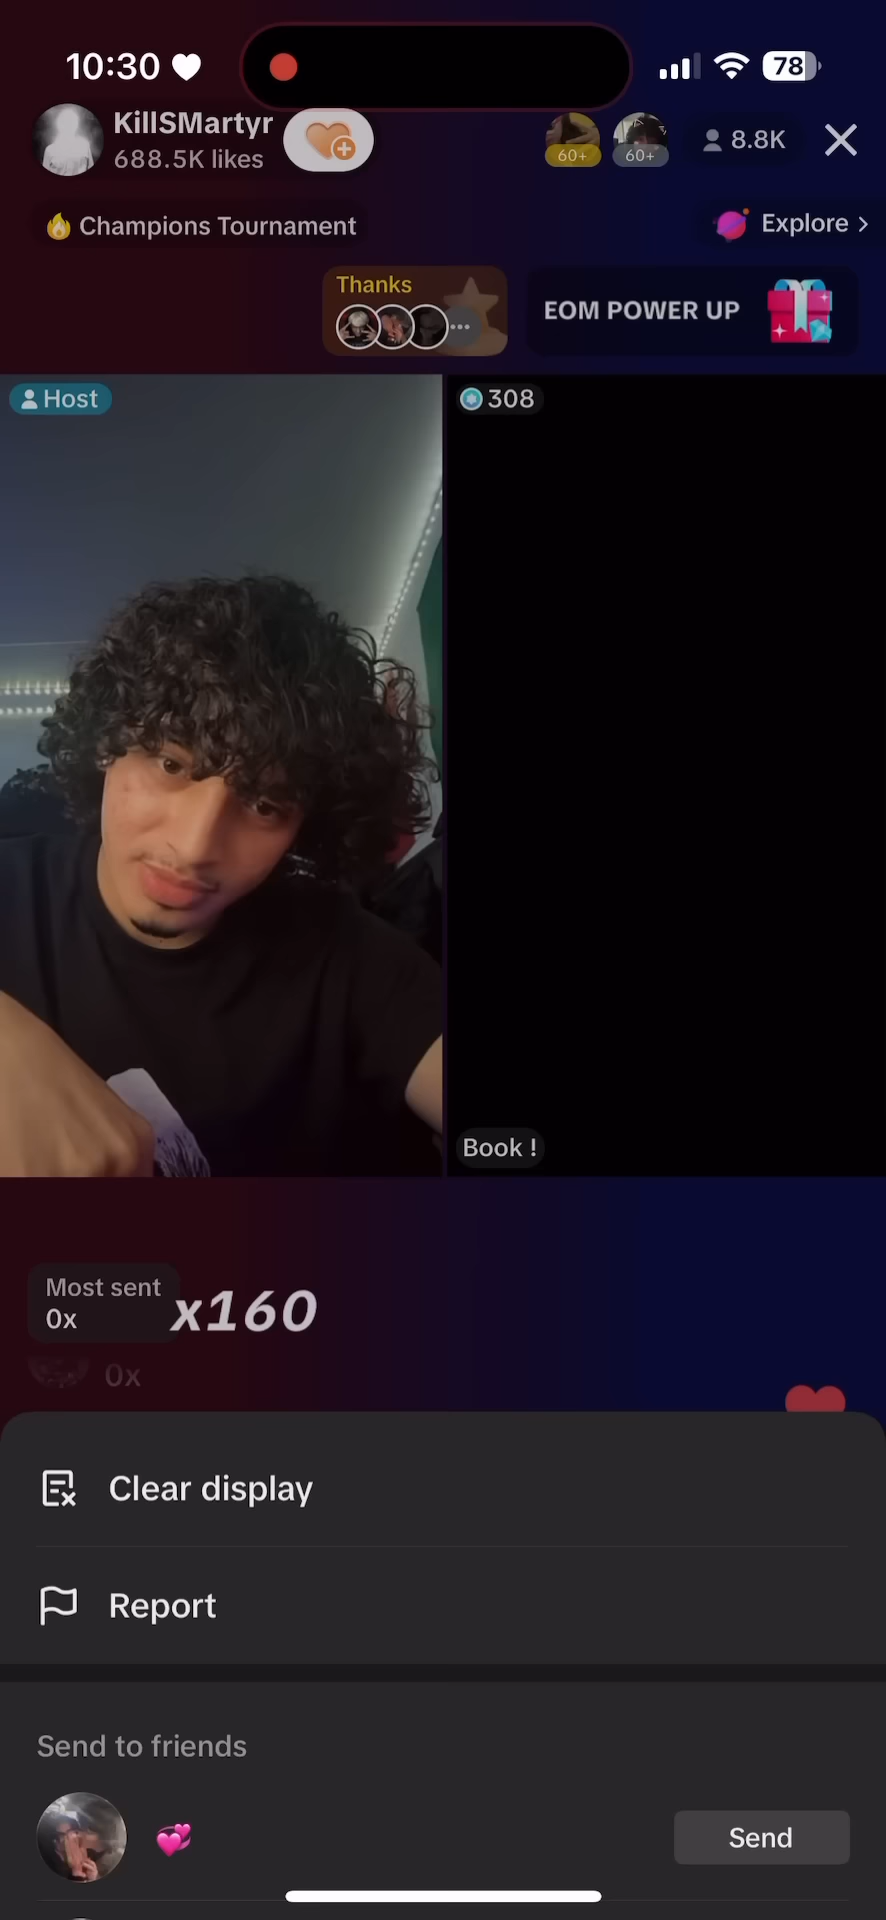 10:30
78
KillSMartyr
688.5K likes
60+
60+
8.8K
Champions Tournament
Explore >
Thanks
EOM POWER UP
Host
308
Book !
Most sent
0x
x160
0x
Clear display
Report
Send to friends
Send